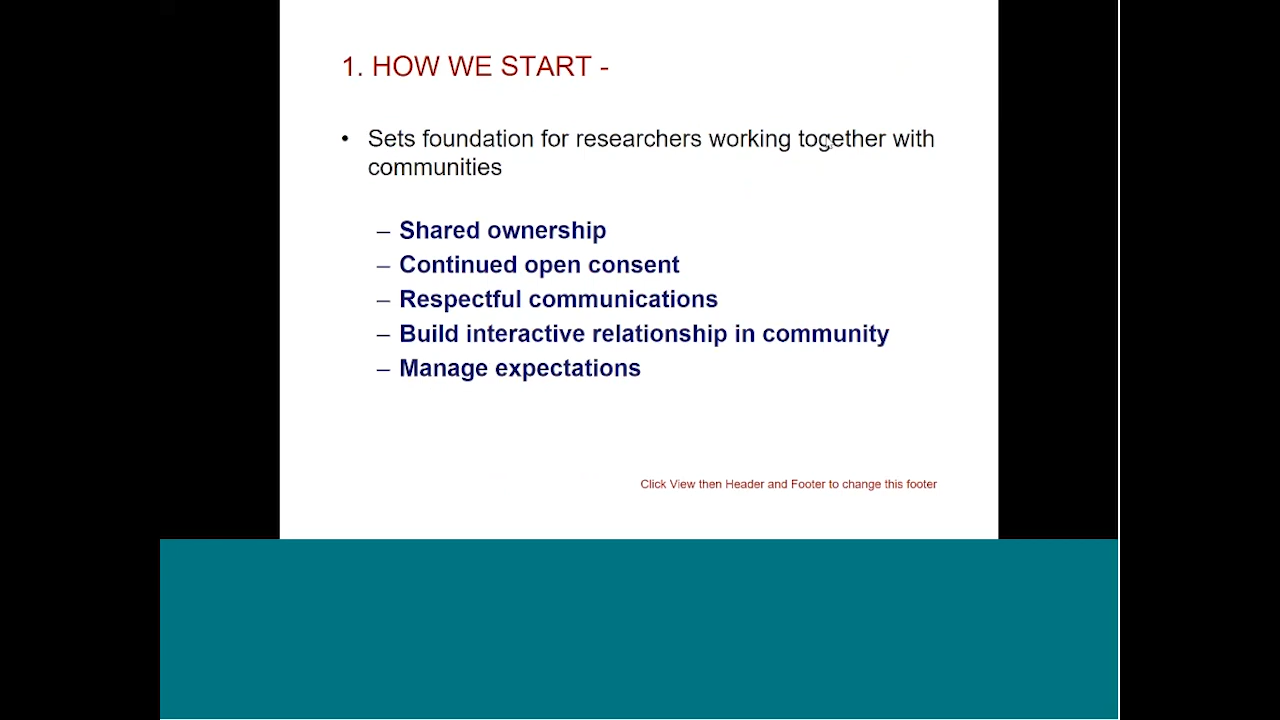 1. HOW WE START -
• Sets foundation for researchers working together with
communities
– Shared ownership
– Continued open consent
– Respectful communications
– Build interactive relationship in community
– Manage expectations
Click View then Header and Footer to change this footer